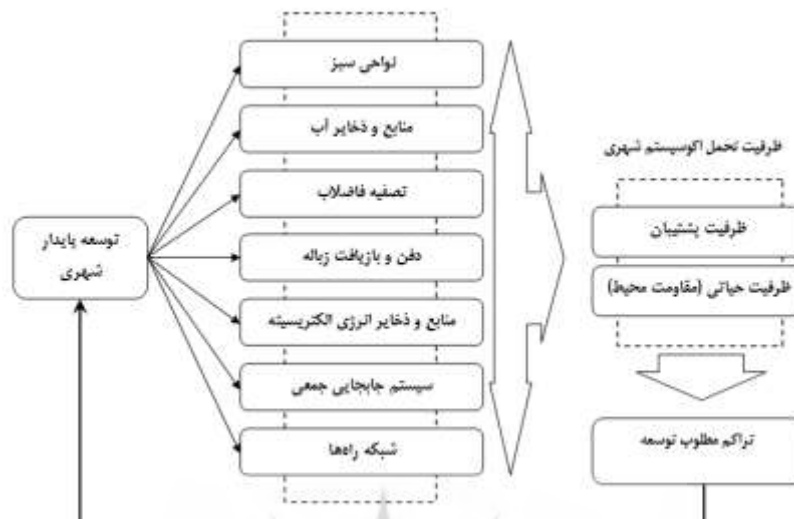 نواحی سبز
منابع و ذخایر آب
تصفیه فاضلاب
دفن و بازیافت زباله
منابع و ذخایر انرژی الکتریسیته
سیستم جابجایی جمعی
شبکه راه‌ها
توسعه پایدار
شهری
ظرفیت تحمل اکوسیستم شهری
ظرفیت پشتیبان
ظرفیت حیاتی (مقاومت محیط)
تراکم مطلوب توسعه